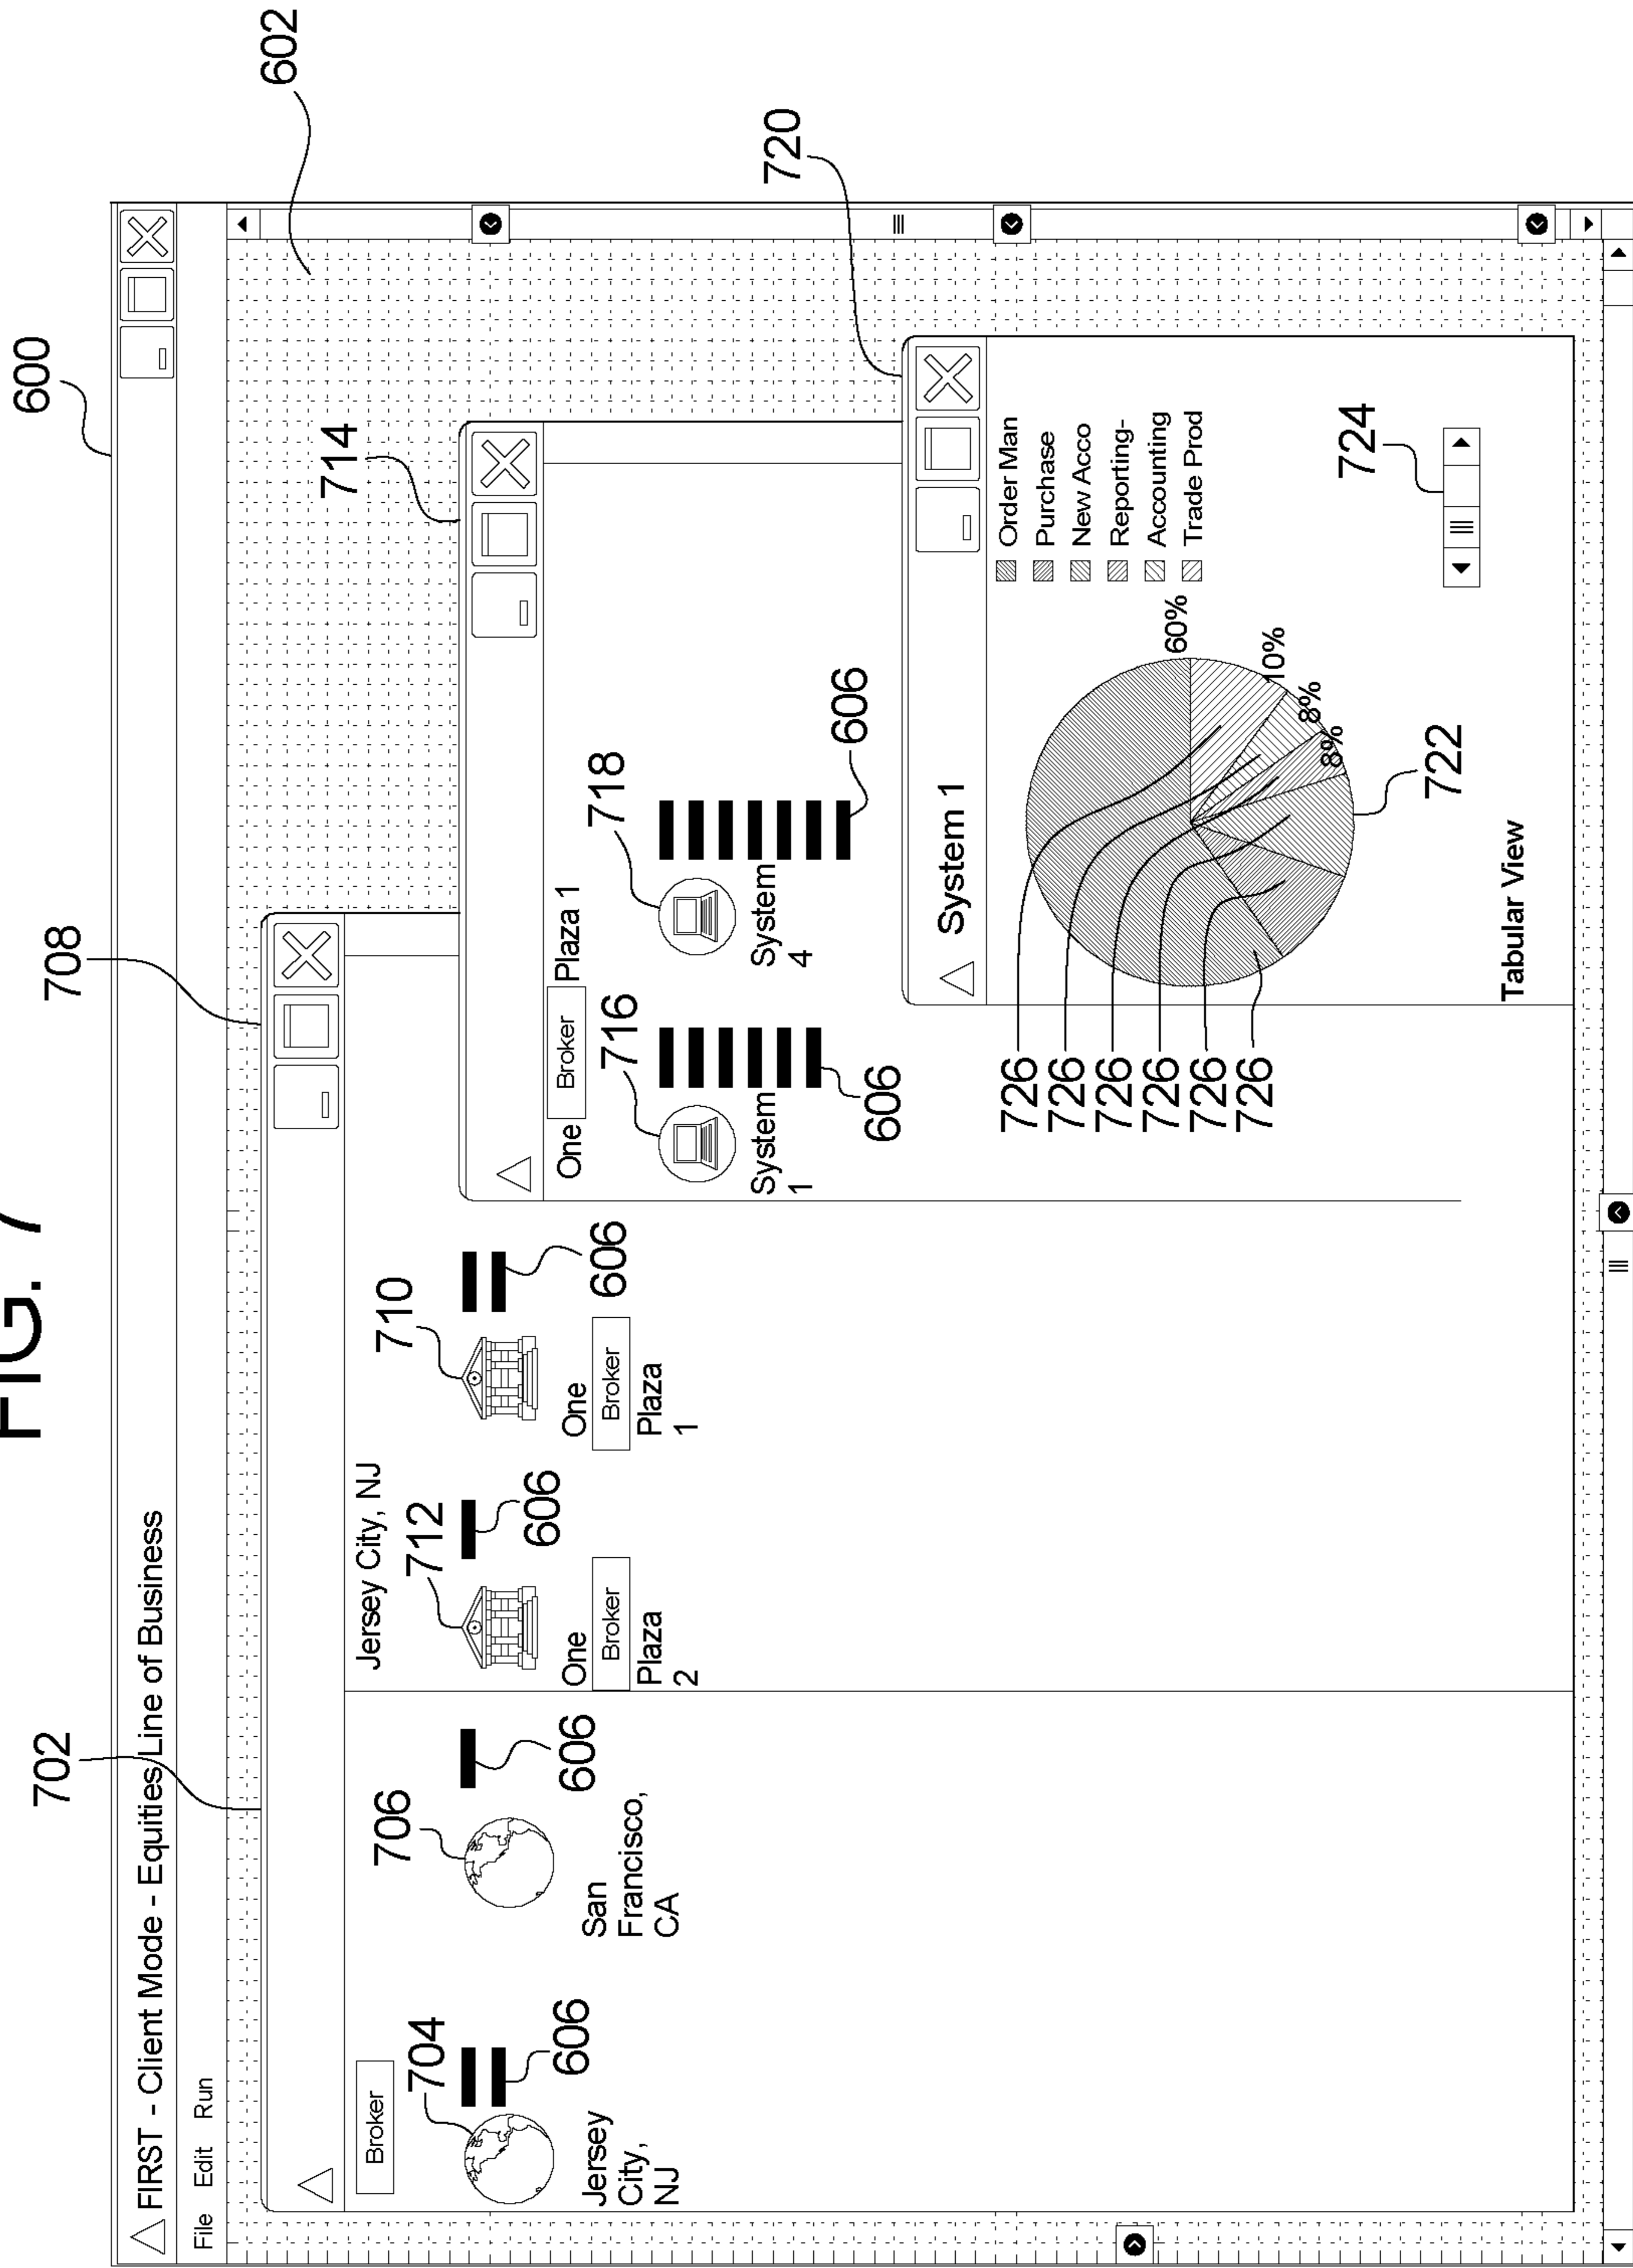 FIG. 7
600
602
FIRST - Client Mode - Equities Line of Business
File Edit Run
702
708
714
720
Broker
704
606
Jersey
City,
NJ
706
606
San
Francisco,
CA
Jersey City, NJ
712
606
One
Broker
Plaza
2
710
606
One
Broker
Plaza
1
One Broker Plaza 1
716
606
System
1
718
606
System
4
System 1
Order Man
Purchase
New Acco
Reporting-
Accounting
Trade Prod
60%
10%
8%
8%
726
726
726
726
726
726
722
724
Tabular View